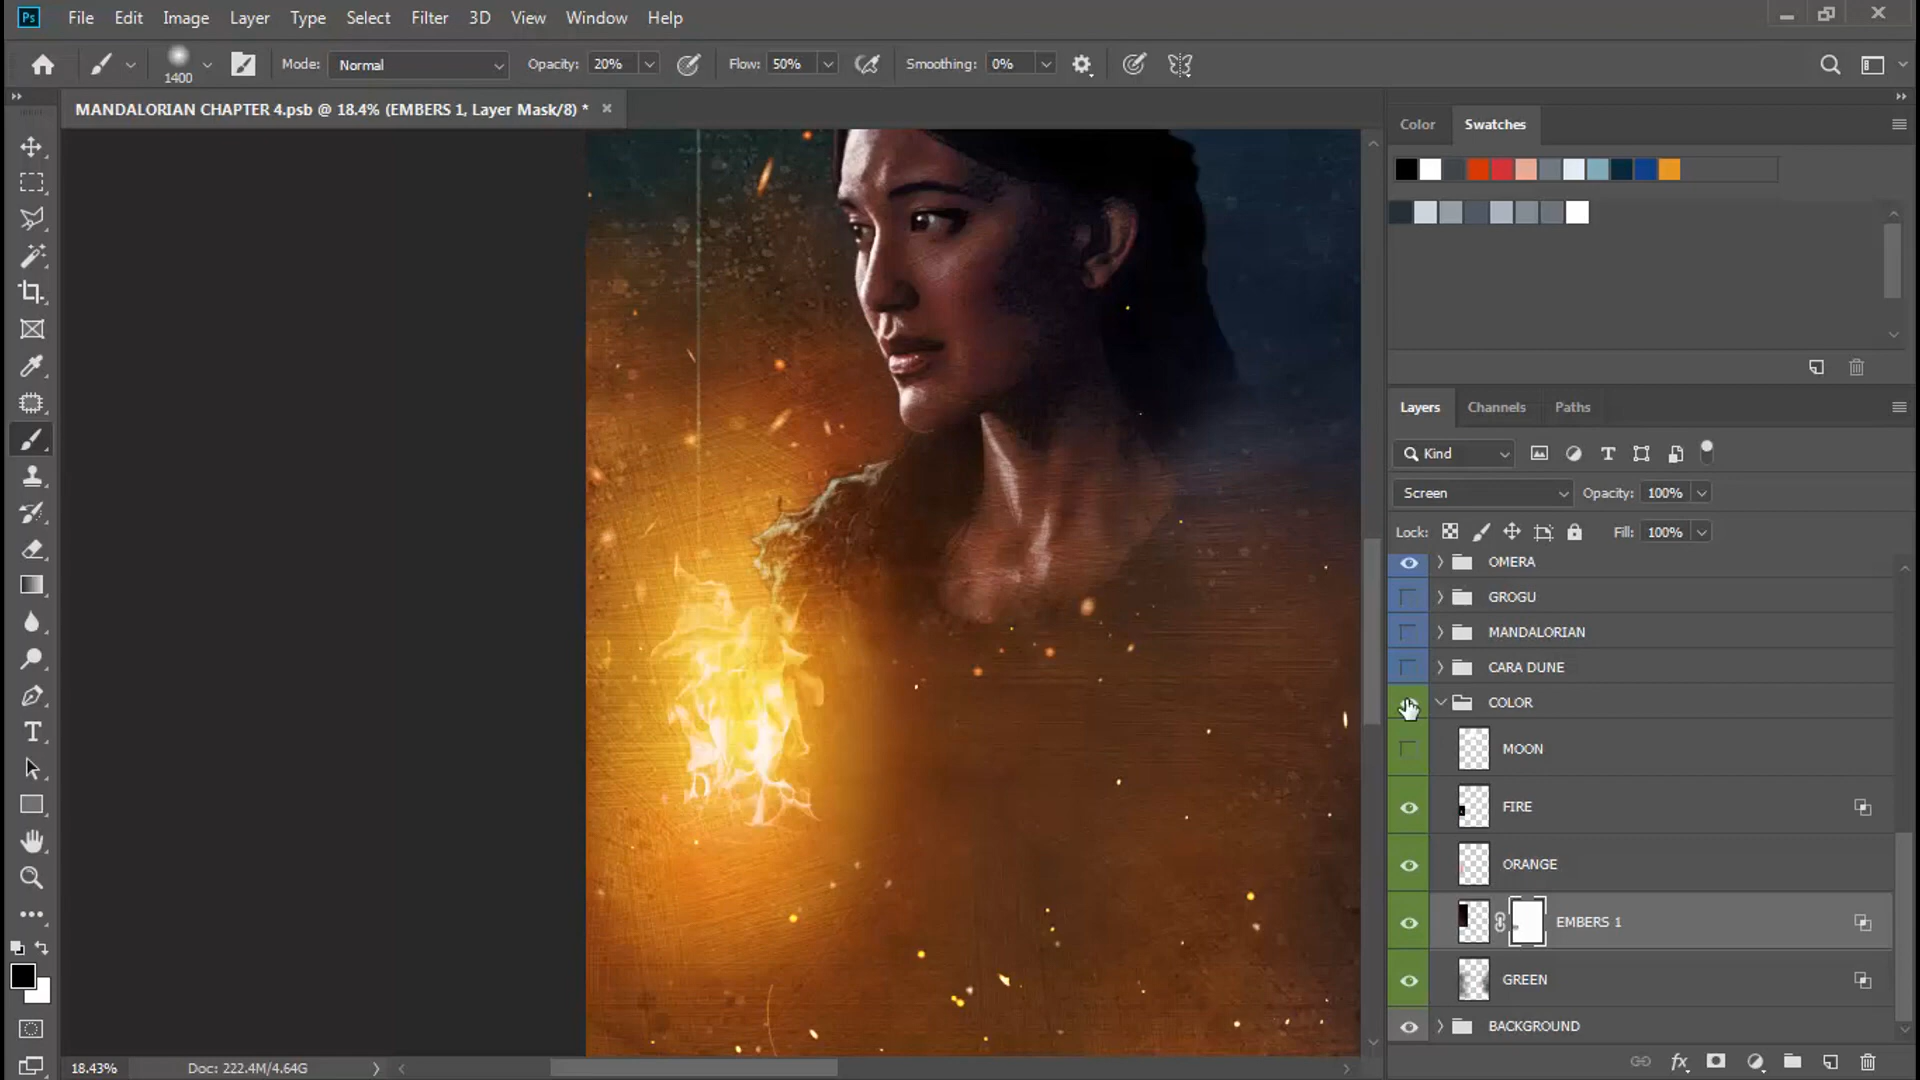 Ps File Edit Image Layer Type Select Filter 3D View Window Help
1400 Mode: Normal Opacity: 20% Flow: 50% Smoothing: 0%
MANDALORIAN CHAPTER 4.psb @ 18.4% (EMBERS 1, Layer Mask/8) *
Color Swatches
Layers Channels Paths
Kind
Screen Opacity: 100%
Lock: Fill: 100%
OMERA
GROGU
MANDALORIAN
CARA DUNE
COLOR
MOON
FIRE
ORANGE
EMBERS 1
GREEN
BACKGROUND
18.43% Doc: 222.4M/4.64G